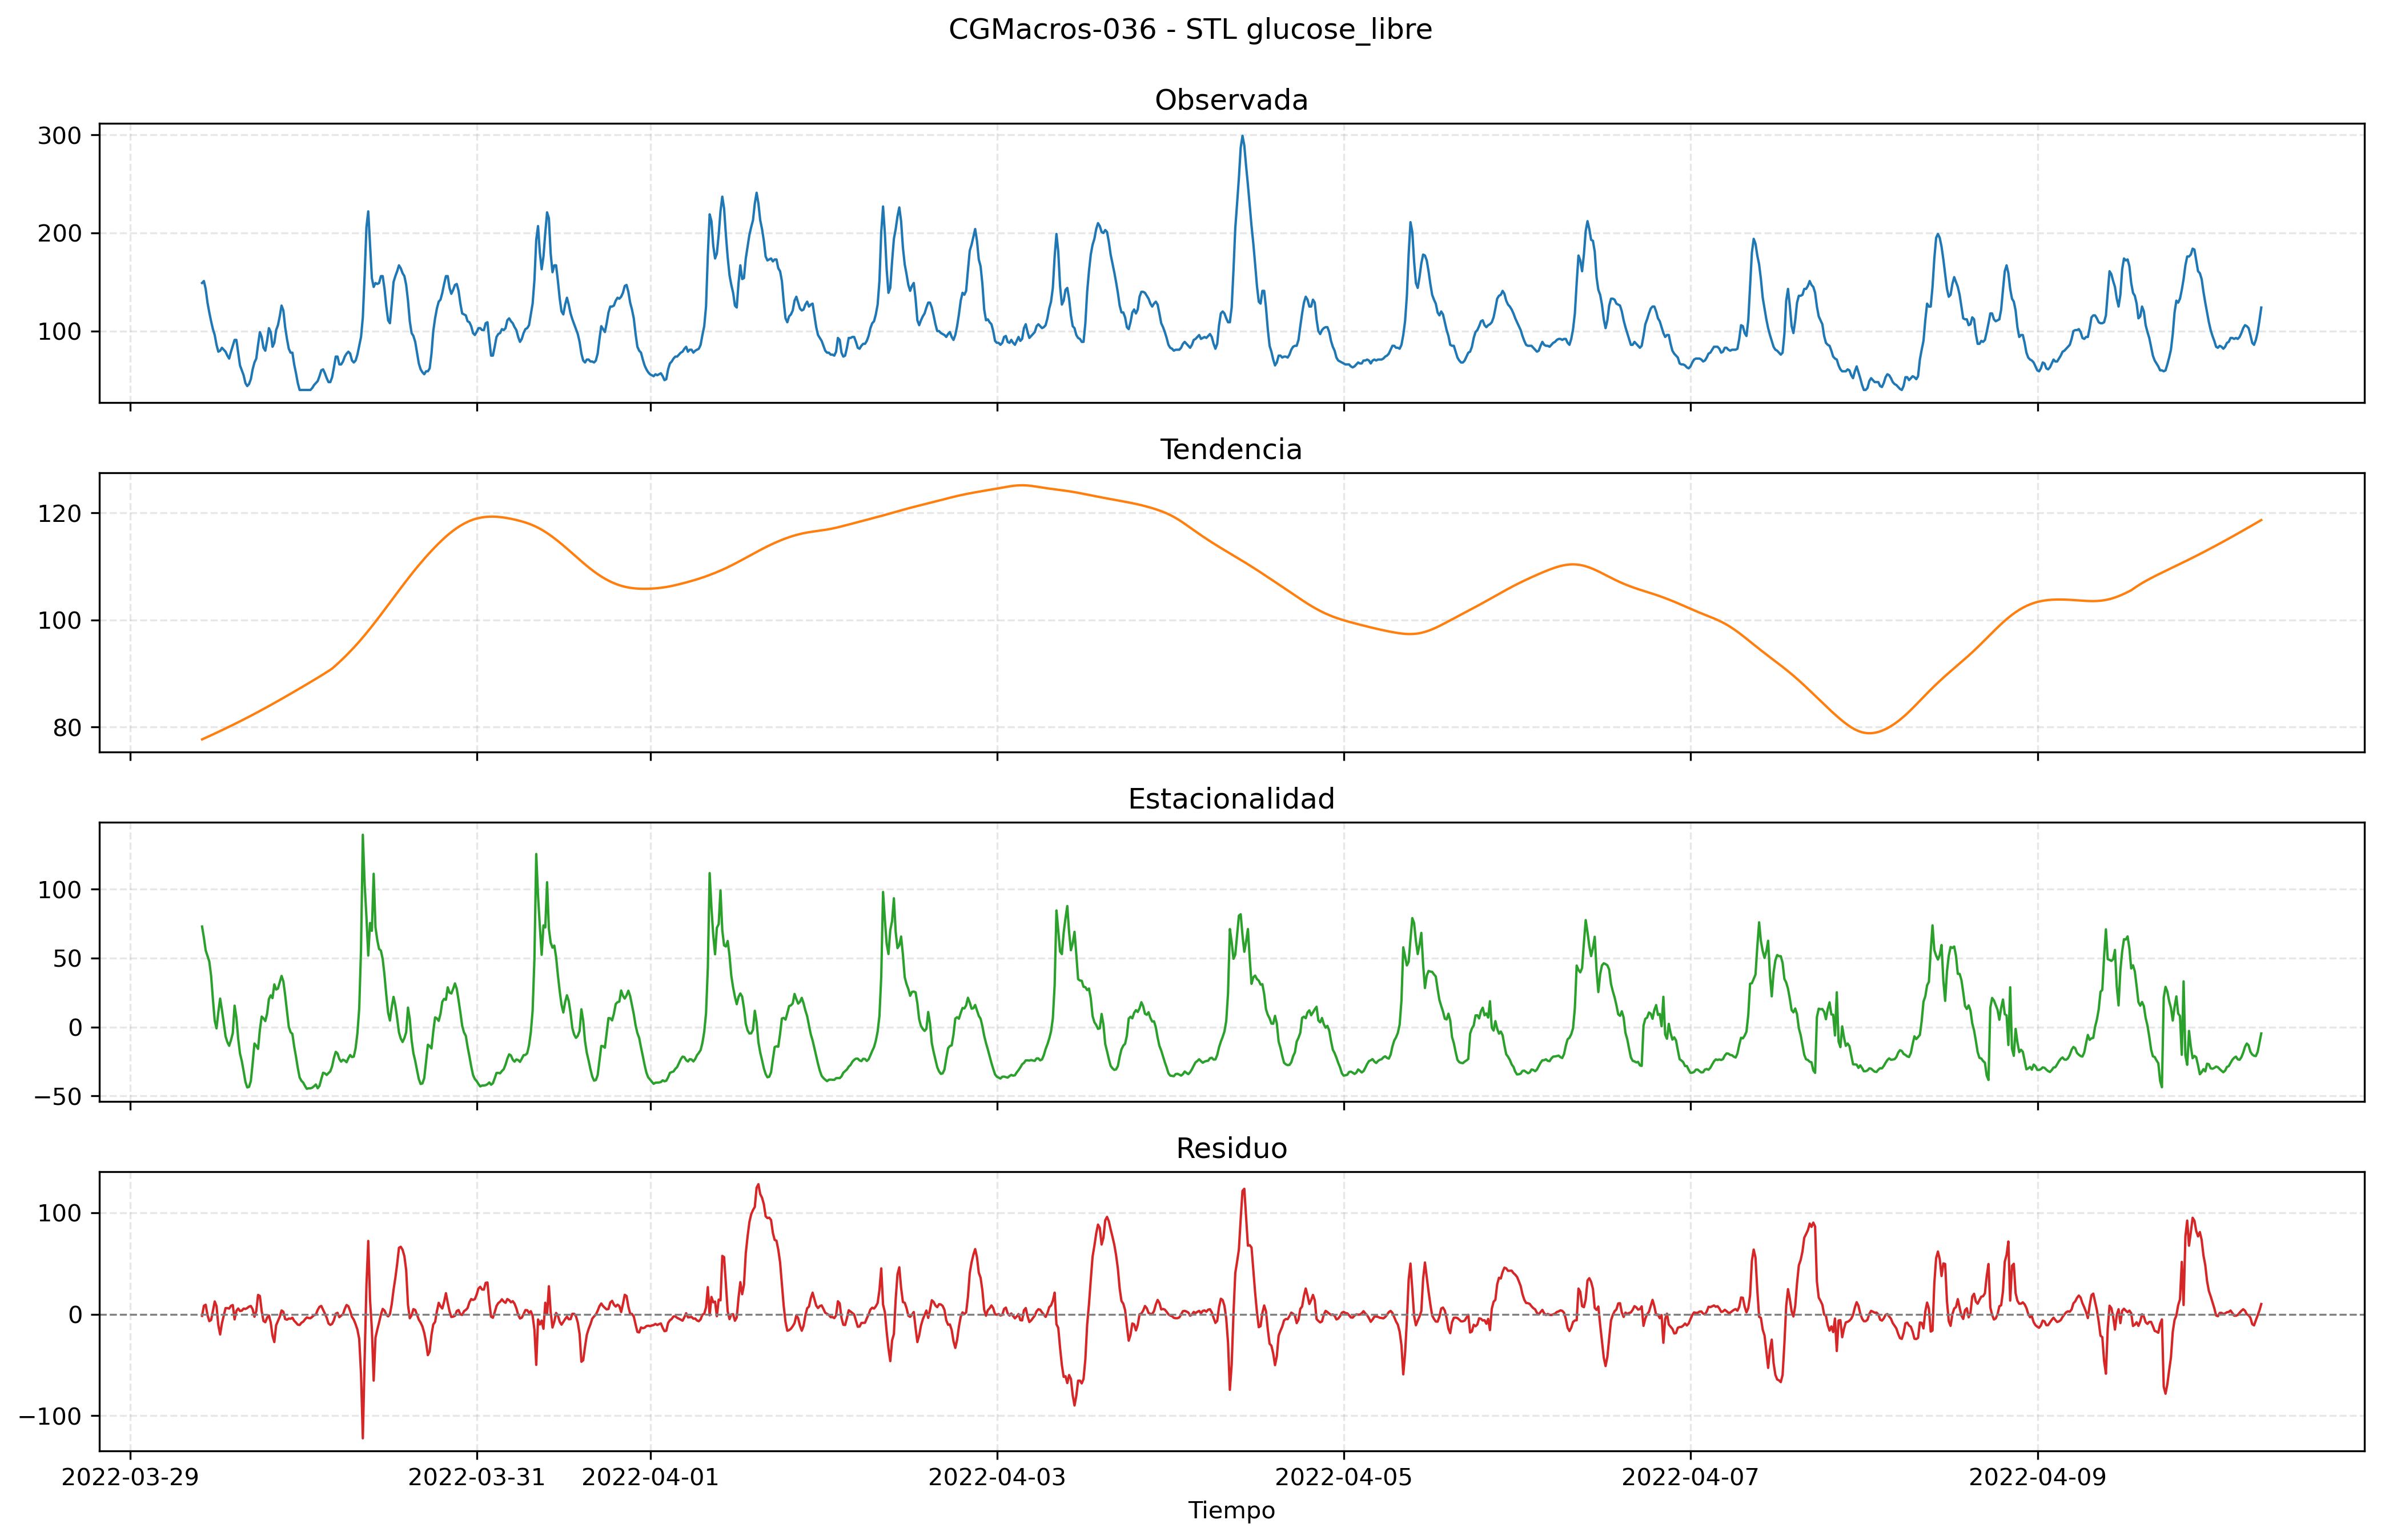 CGMacros-036 - STL glucose_libre
Observada
300
200
100
Tendencia
120
100
80
Estacionalidad
100
50
0
−50
Residuo
100
0
−100
2022-03-29 2022-03-31 2022-04-01 2022-04-03 2022-04-05 2022-04-07 2022-04-09
Tiempo